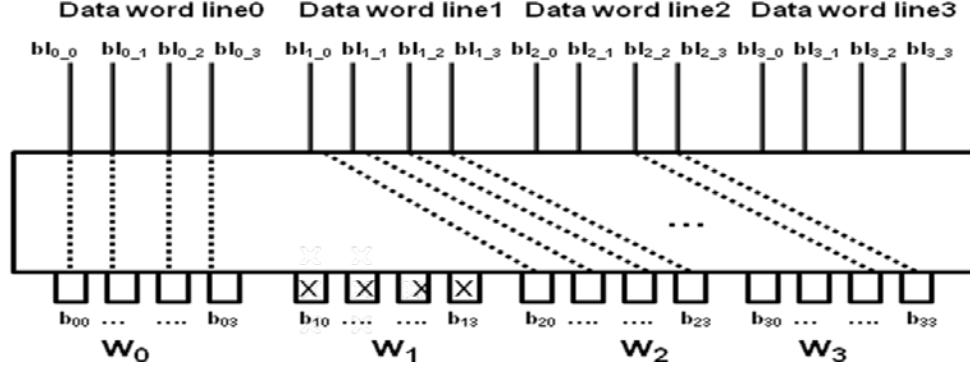 Data word line0 Data word line1 Data word line2 Data word line3
bl0_0 bl0_1 bl0_2 bl0_3 bl1_0 bl1_1 bl1_2 bl1_3 bl2_0 bl2_1 bl2_2 bl2_3 bl3_0 bl3_1 bl3_2 bl3_3
...
X X X X
b00 .... .... b03 b10 .... .... b13 b20 .... .... b23 b30 ... .... b33
W0 W1 W2 W3